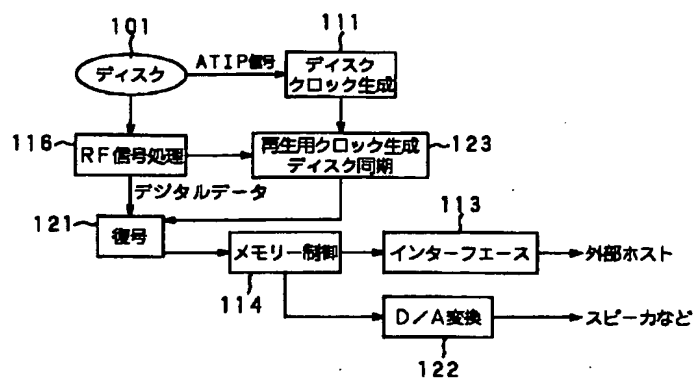 111
101
ATIP信号
ディスク
ディスク
クロック生成
116
RF信号処理
再生用クロック生成
ディスク同期
123
デジタルデータ
121
復号
113
メモリー制御
インターフェース
外部ホスト
114
D/A変換
スピーカなど
122